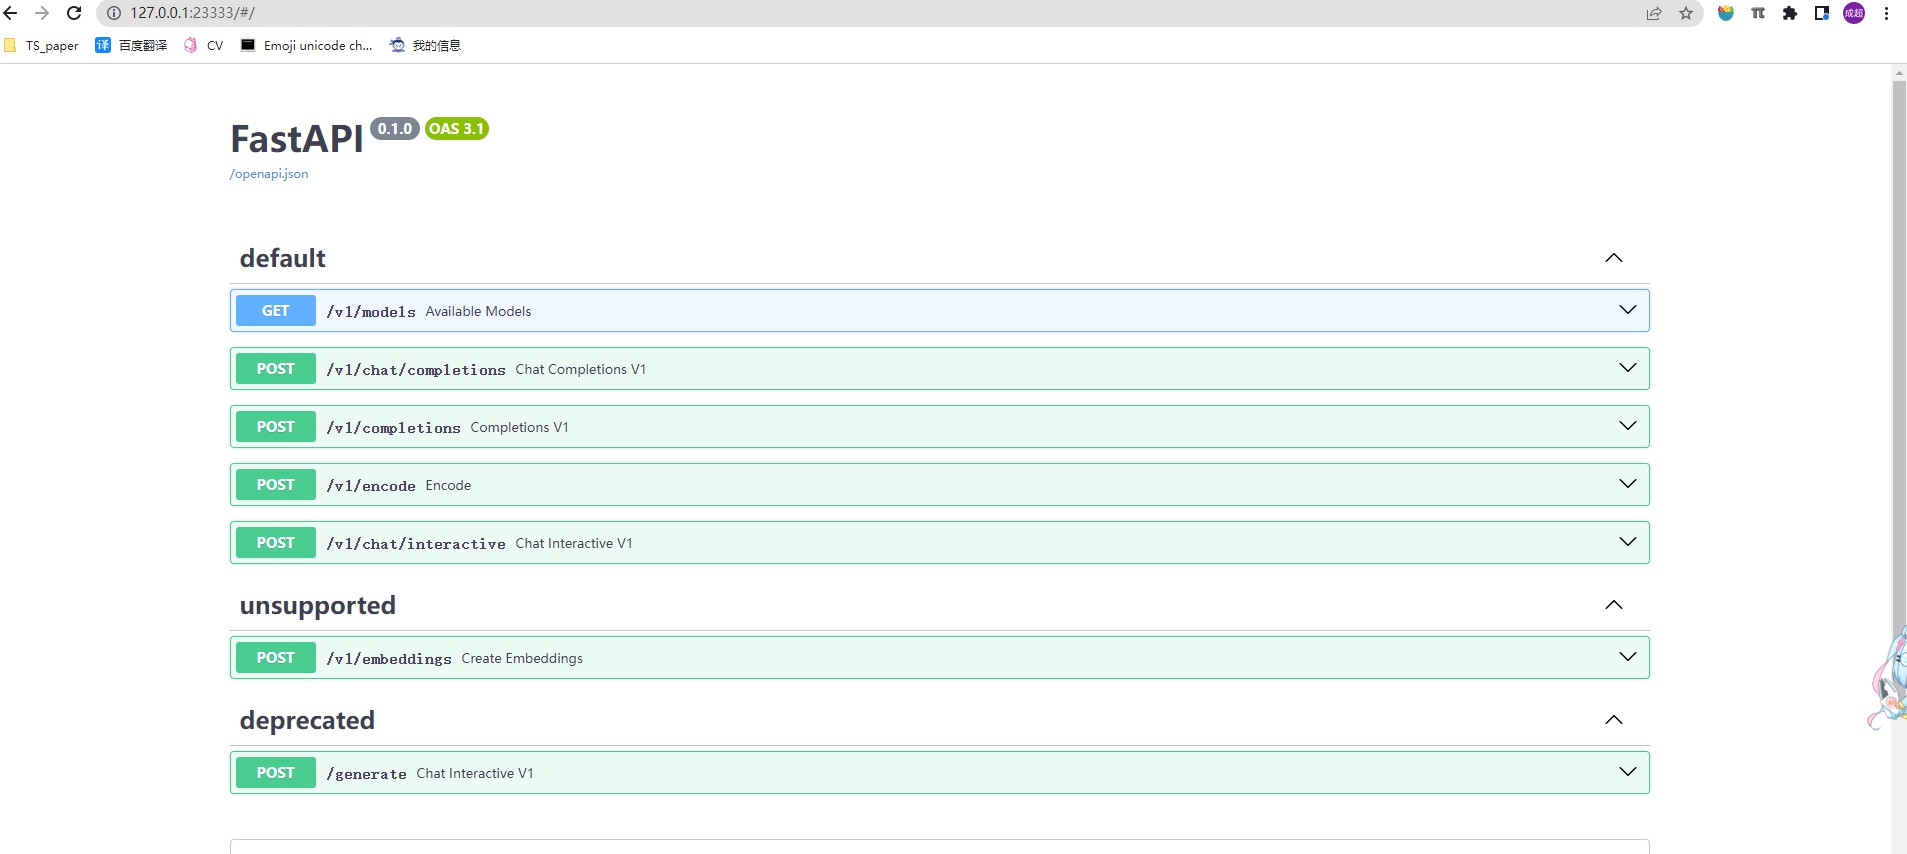 127.0.0.1:23333/#/
成超
TS_paper 译 百度翻译 CV Emoji unicode ch... 我的信息
FastAPI 0.1.0 OAS 3.1
/openapi.json
default
GET /v1/models Available Models
POST /v1/chat/completions Chat Completions V1
POST /v1/completions Completions V1
POST /v1/encode Encode
POST /v1/chat/interactive Chat Interactive V1
unsupported
POST /v1/embeddings Create Embeddings
deprecated
POST /generate Chat Interactive V1